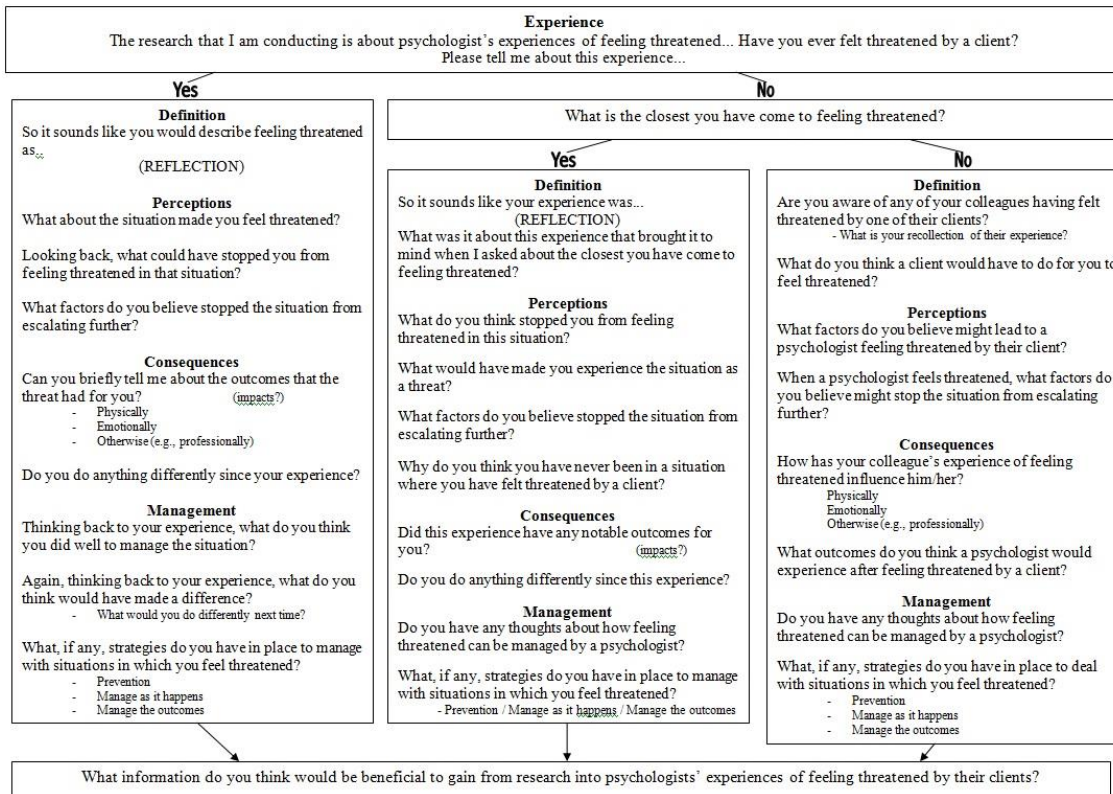 Experience
The research that I am conducting is about psychologist's experiences of feeling threatened... Have you ever felt threatened by a client?
Please tell me about this experience...
Yes
No
Definition
So it sounds like you would describe feeling threatened
as..
(REFLECTION)
Perceptions
What about the situation made you feel threatened?
Looking back, what could have stopped you from
feeling threatened in that situation?
What factors do you believe stopped the situation from
escalating further?
Consequences
Can you briefly tell me about the outcomes that the
threat had for you? (impacts?)
- Physically
- Emotionally
- Otherwise (e.g., professionally)
Do you do anything differently since your experience?
Management
Thinking back to your experience, what do you think
you did well to manage the situation?
Again, thinking back to your experience, what do you
think would have made a difference?
- What would you do differently next time?
What, if any, strategies do you have in place to manage
with situations in which you feel threatened?
- Prevention
- Manage as it happens
- Manage the outcomes
What is the closest you have come to feeling threatened?
Yes
No
Definition
So it sounds like your experience was...
(REFLECTION)
What was it about this experience that brought it to
mind when I asked about the closest you have come to
feeling threatened?
Perceptions
What do you think stopped you from feeling
threatened in this situation?
What would have made you experience the situation as
a threat?
What factors do you believe stopped the situation from
escalating further?
Why do you think you have never been in a situation
where you have felt threatened by a client?
Consequences
Did this experience have any notable outcomes for
you? (impacts?)
Do you do anything differently since this experience?
Management
Do you have any thoughts about how feeling
threatened can be managed by a psychologist?
What, if any, strategies do you have in place to manage
with situations in which you feel threatened?
- Prevention / Manage as it happens / Manage the outcomes
Definition
Are you aware of any of your colleagues having felt
threatened by one of their clients?
- What is your recollection of their experience?
What do you think a client would have to do for you to
feel threatened?
Perceptions
What factors do you believe might lead to a
psychologist feeling threatened by their client?
When a psychologist feels threatened, what factors do
you believe might stop the situation from escalating
further?
Consequences
How has your colleague's experience of feeling
threatened influence him/her?
Physically
Emotionally
Otherwise (e.g., professionally)
What outcomes do you think a psychologist would
experience after feeling threatened by a client?
Management
Do you have any thoughts about how feeling
threatened can be managed by a psychologist?
What, if any, strategies do you have in place to deal
with situations in which you feel threatened?
- Prevention
- Manage as it happens
- Manage the outcomes
What information do you think would be beneficial to gain from research into psychologists' experiences of feeling threatened by their clients?